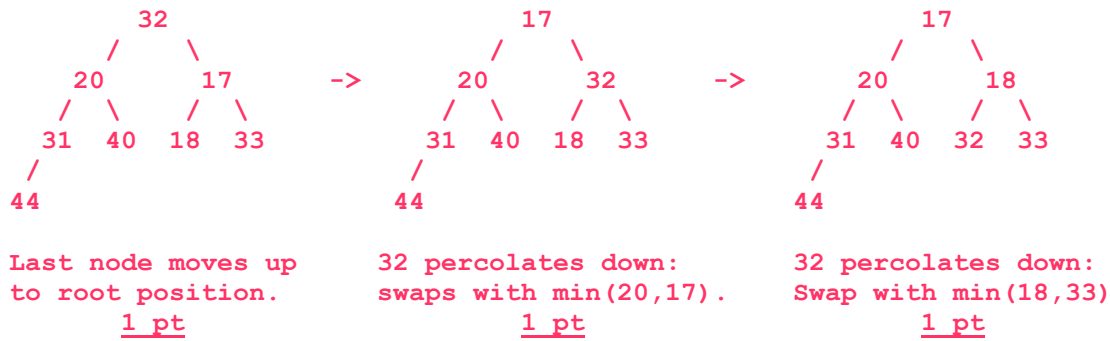 32 17 17
/ \ / \ / \
20 17 -> 20 32 -> 20 18
/ \ / \ / \ / \ / \ / \
31 40 18 33 31 40 18 33 31 40 32 33
/ / /
44 44 44
Last node moves up 32 percolates down: 32 percolates down:
to root position. swaps with min(20,17). Swap with min(18,33)
1 pt 1 pt 1 pt